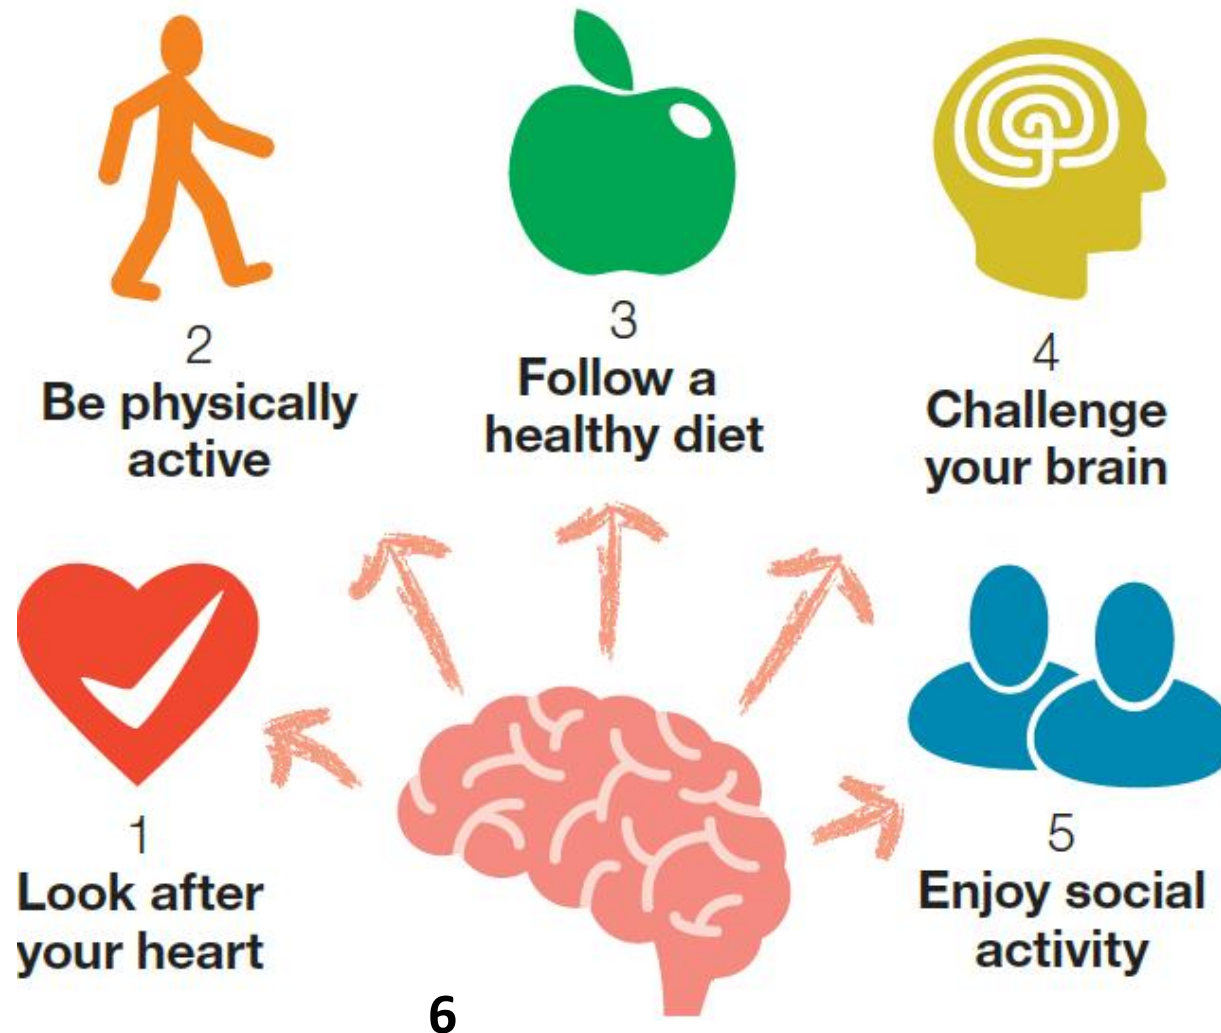 2
Be physically
active
3
Follow a
healthy diet
4
Challenge
your brain
1
Look after
your heart
5
Enjoy social
activity
6